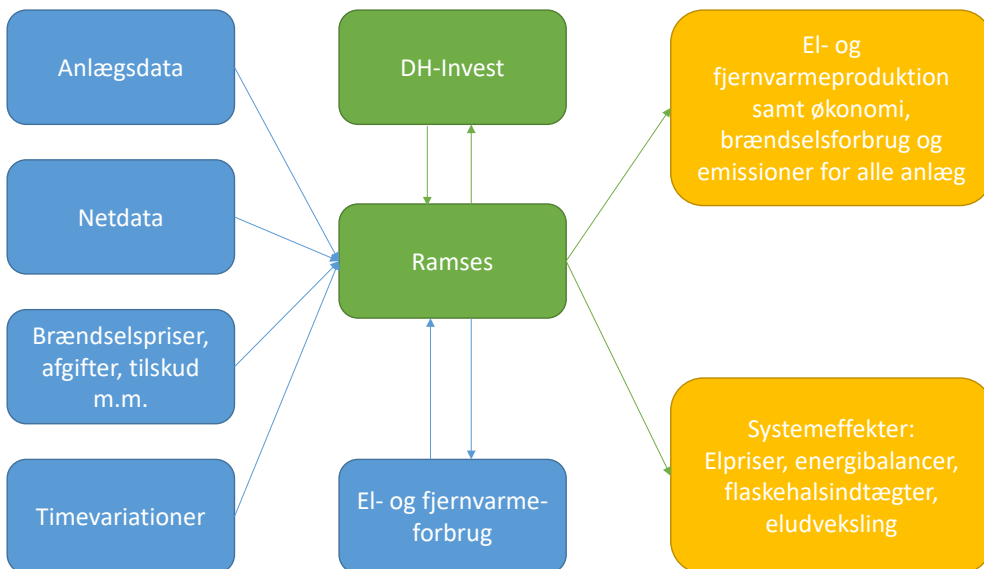 Anlægsdata
Netdata
Brændselspriser,
afgifter, tilskud
m.m.
Timevariationer
DH-Invest
Ramses
El- og fjernvarme-
forbrug
El- og
fjernvarmeproduktion
samt økonomi,
brændselsforbrug og
emissioner for alle anlæg
Systemeffekter:
Elpriser, energibalancer,
flaskehalsindtægter,
eludveksling